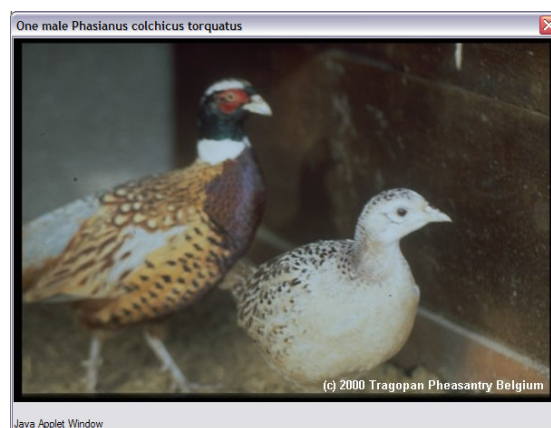 One male Phasianus colchicus torquatus
(c) 2000 Tragopan Pheasantry Belgium
Java Applet Window